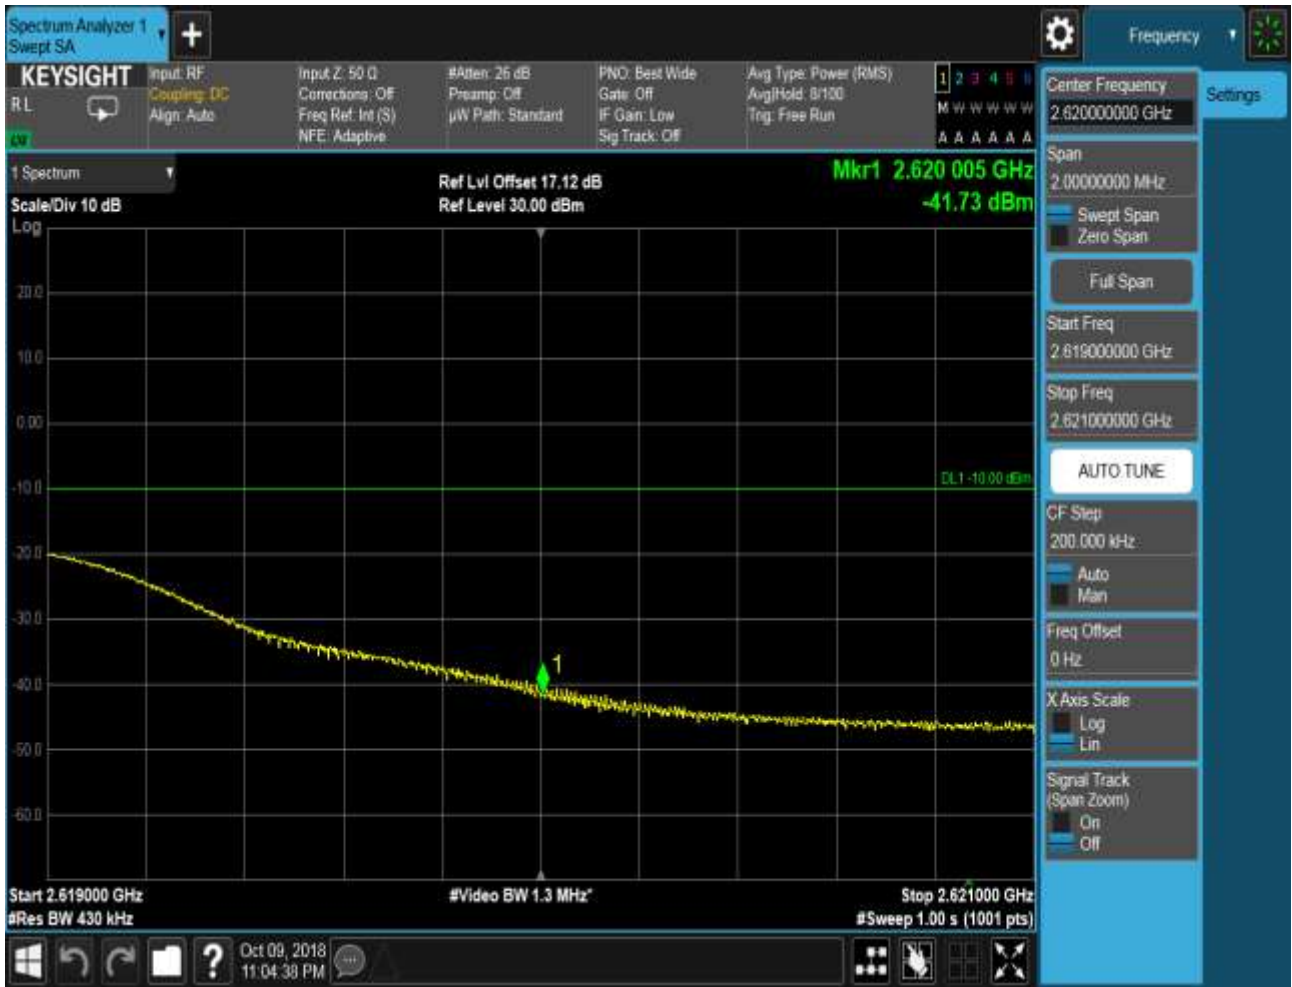 Spectrum Analyzer 1
Swept SA
+
Frequency
KEYSIGHT
RL
Input: RF
Coupling: DC
Align: Auto
Input Z: 50 Ω
Corrections: Off
Freq Ref: Int (S)
NFE: Adaptive
#Atten: 26 dB
Preamp: Off
µW Path: Standard
PNO: Best Wide
Gate: Off
IF Gain: Low
Sig Track: Off
Avg Type: Power (RMS)
Avg|Hold: 8/100
Trig: Free Run
1 2 3 4 5 6
M W W W W W
A A A A A A
1 Spectrum
Scale/Div 10 dB
Log
Ref Lvl Offset 17.12 dB
Ref Level 30.00 dBm
Mkr1 2.620 005 GHz
-41.73 dBm
20.0
10.0
0.00
-10.0
-20.0
-30.0
-40.0
-50.0
-60.0
DL1 -10.00 dBm
1
Start 2.619000 GHz
#Res BW 430 kHz
#Video BW 1.3 MHz*
Stop 2.621000 GHz
#Sweep 1.00 s (1001 pts)
Oct 09, 2018
11:04:38 PM
Center Frequency
2.620000000 GHz
Settings
Span
2.00000000 MHz
Swept Span
Zero Span
Full Span
Start Freq
2.619000000 GHz
Stop Freq
2.621000000 GHz
AUTO TUNE
CF Step
200.000 kHz
Auto
Man
Freq Offset
0 Hz
X Axis Scale
Log
Lin
Signal Track
(Span Zoom)
On
Off